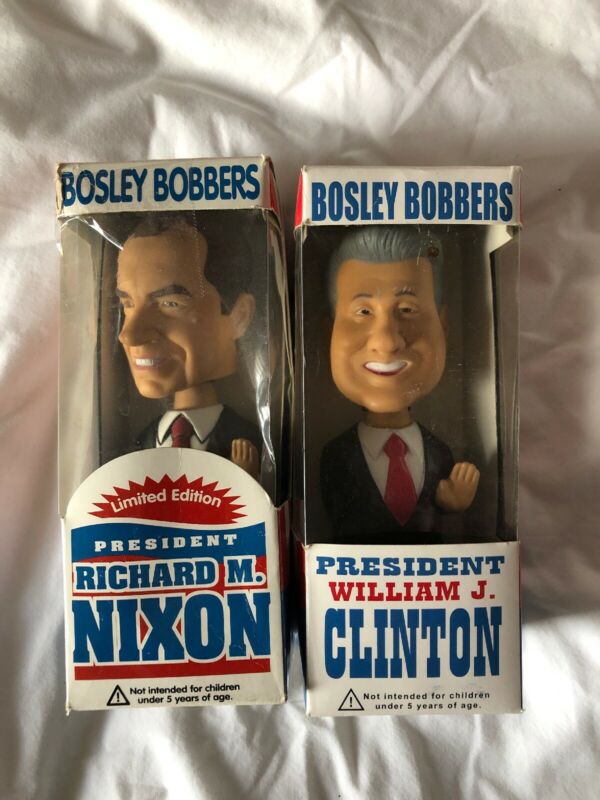 BOSLEY BOBBERS
Limited Edition
PRESIDENT
RICHARD M.
NIXON
Not intended for children
under 5 years of age.
BOSLEY BOBBERS
PRESIDENT
WILLIAM J.
CLINTON
Not intended for children
under 5 years of age.